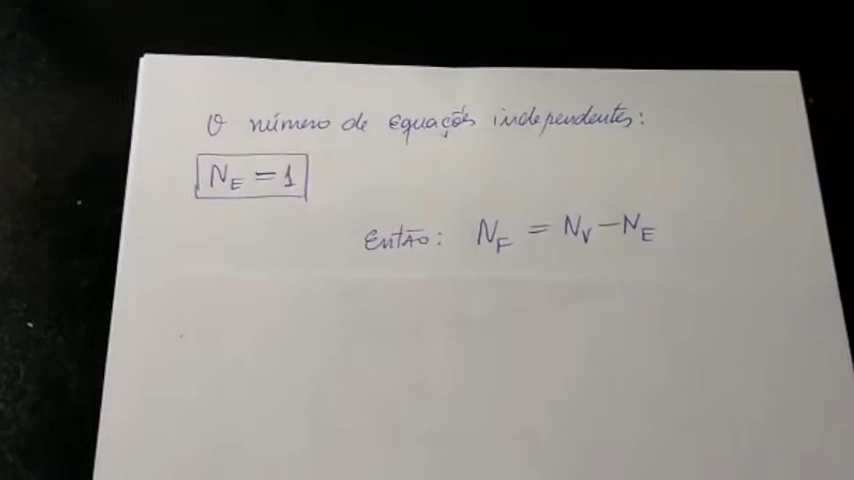 O número de equações independentes:
N_E = 1
Então: N_F = N_V - N_E